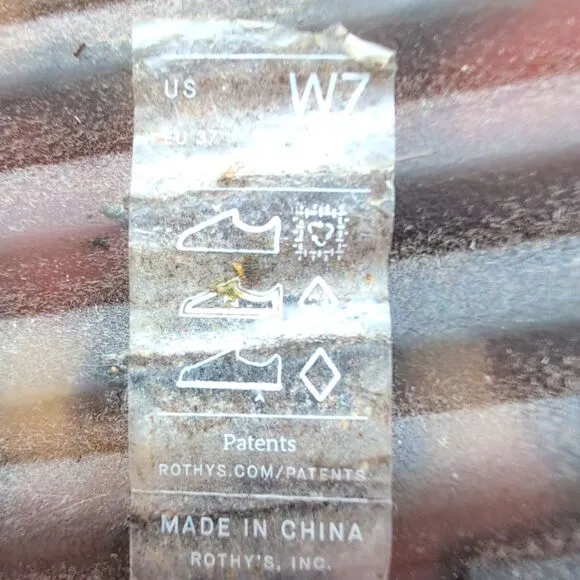 US W7
EU 37
Patents
ROTHYS.COM/PATENTS
MADE IN CHINA
ROTHY'S, INC.